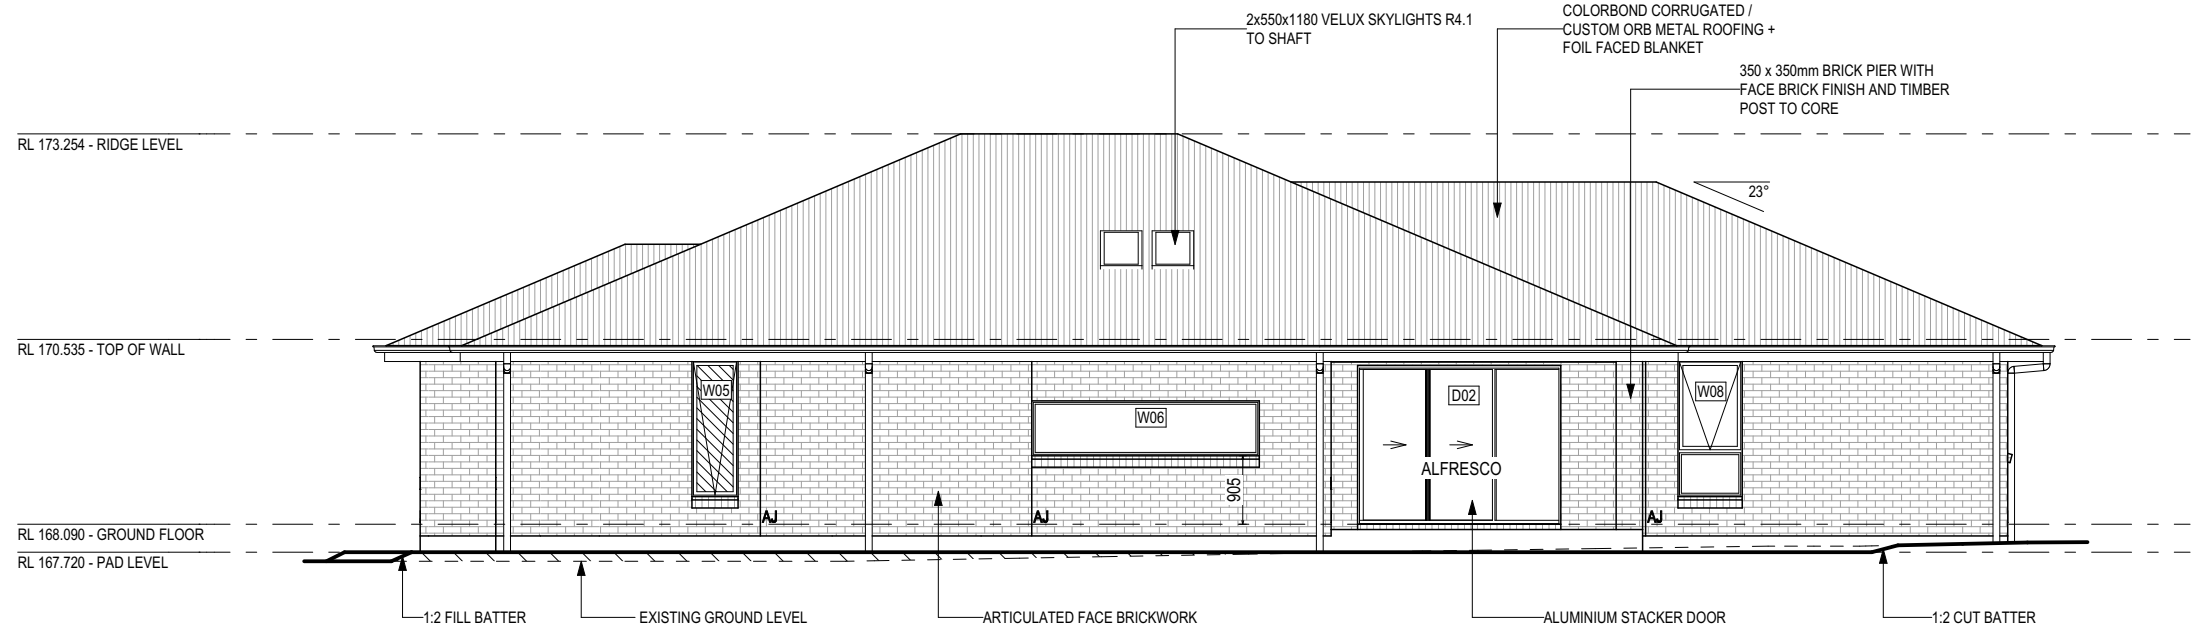 2x550x1180 VELUX SKYLIGHTS R4.1
TO SHAFT
COLORBOND CORRUGATED /
CUSTOM ORB METAL ROOFING +
FOIL FACED BLANKET
350 x 350mm BRICK PIER WITH
FACE BRICK FINISH AND TIMBER
POST TO CORE
RL 173.254 - RIDGE LEVEL
23°
RL 170.535 - TOP OF WALL
W05
W06
D02
W08
ALFRESCO
905
AJ
AJ
AJ
RL 168.090 - GROUND FLOOR
RL 167.720 - PAD LEVEL
1:2 FILL BATTER
EXISTING GROUND LEVEL
ARTICULATED FACE BRICKWORK
ALUMINIUM STACKER DOOR
1:2 CUT BATTER